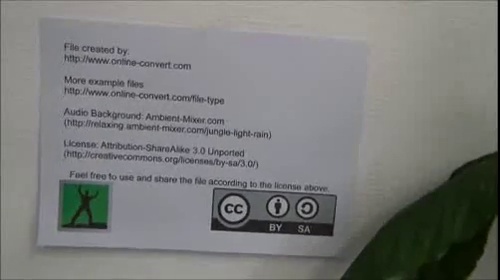 File created by:
http://www.online-convert.com
More example files
http://www.online-convert.com/file-type
Audio Background: Ambient-Mixer.com
(http://relaxing.ambient-mixer.com/jungle-light-rain)
License: Attribution-ShareAlike 3.0 Unported
(http://creativecommons.org/licenses/by-sa/3.0/)
Feel free to use and share the file according to the license above.
cc
BY SA